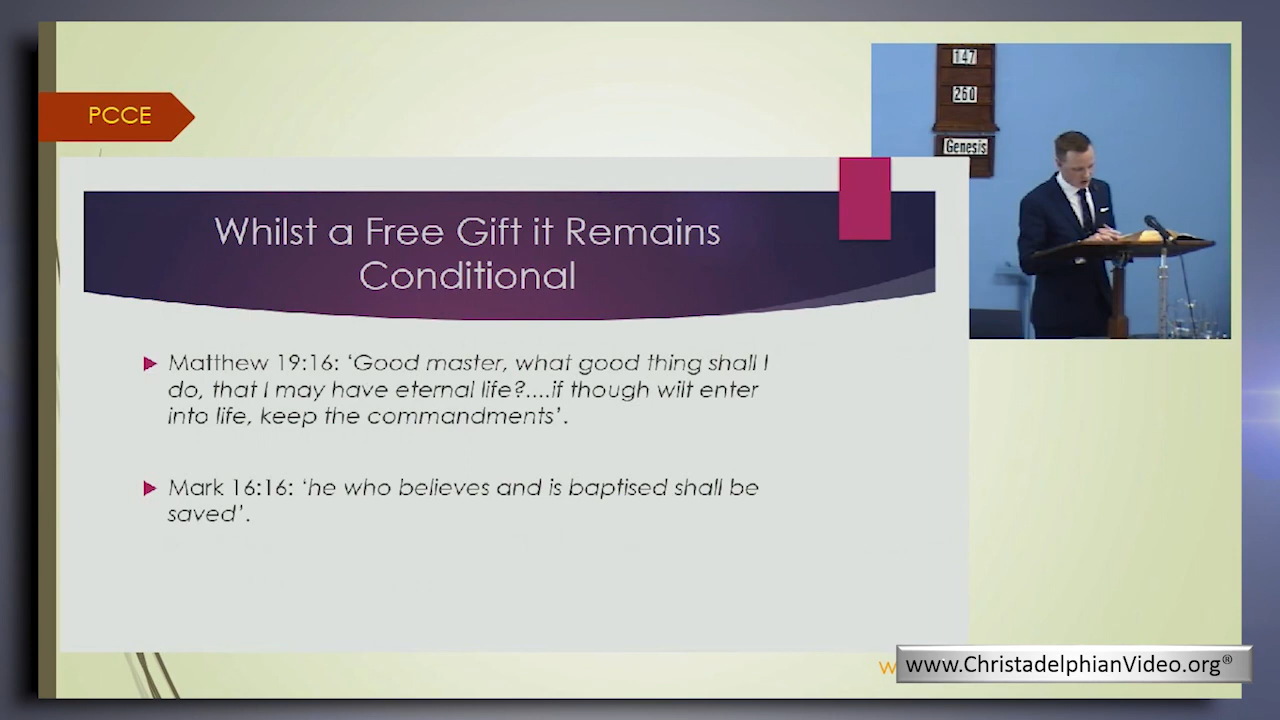 PCCE
147
260
Genesis
Whilst a Free Gift it Remains
Conditional
Matthew 19:16: ‘Good master, what good thing shall I
do, that I may have eternal life?....if though wilt enter
into life, keep the commandments’.
Mark 16:16: ‘he who believes and is baptised shall be
saved’.
www.ChristadelphianVideo.org®